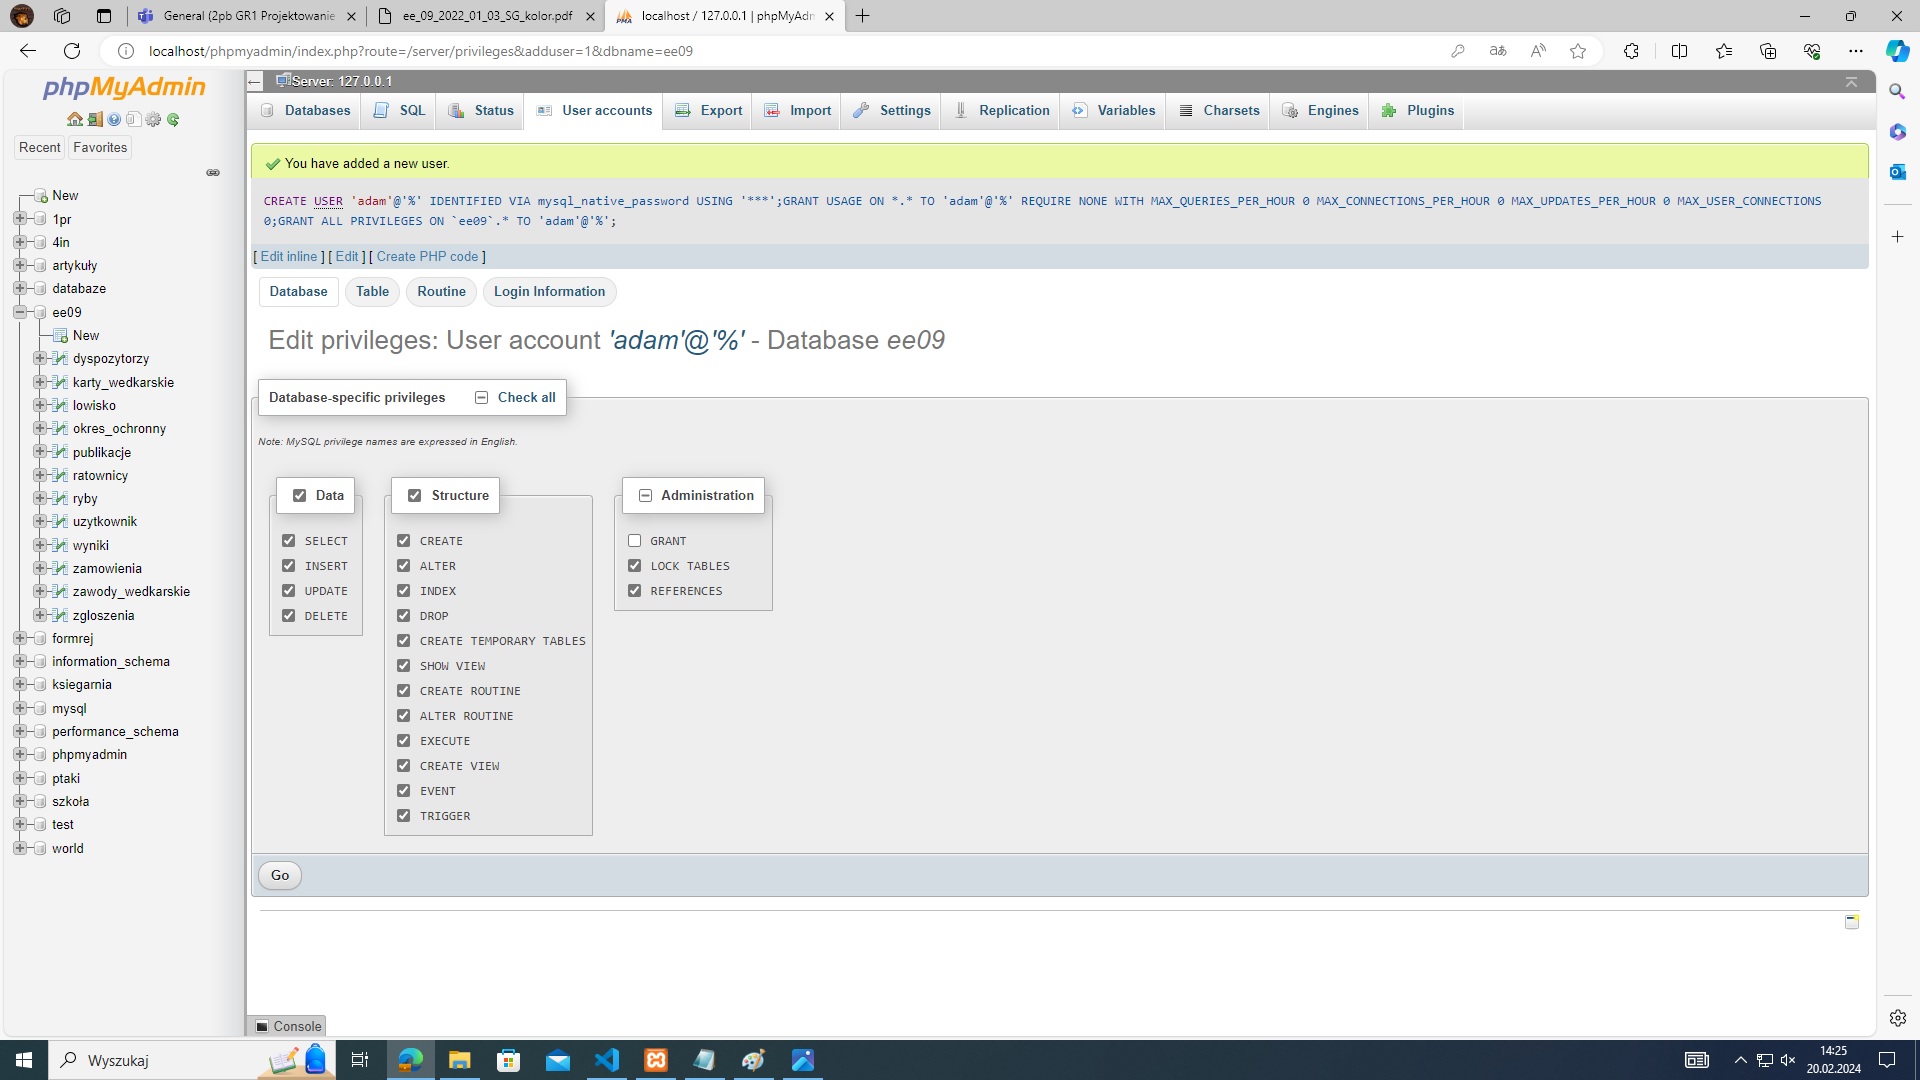 General (2pb GR1 Projektowanie
ee_09_2022_01_03_SG_kolor.pdf
localhost / 127.0.0.1 | phpMyAdm
localhost/phpmyadmin/index.php?route=/server/privileges&adduser=1&dbname=ee09
phpMyAdmin
Recent
Favorites
New
1pr
4in
artykuły
databaze
ee09
New
dyspozytorzy
karty_wedkarskie
lowisko
okres_ochronny
publikacje
ratownicy
ryby
uzytkownik
wyniki
zamowienia
zawody_wedkarskie
zgloszenia
formrej
information_schema
ksiegarnia
mysql
performance_schema
phpmyadmin
ptaki
szkoła
test
world
Server: 127.0.0.1
Databases
SQL
Status
User accounts
Export
Import
Settings
Replication
Variables
Charsets
Engines
Plugins
You have added a new user.
CREATE USER 'adam'@'%' IDENTIFIED VIA mysql_native_password USING '***';GRANT USAGE ON *.* TO 'adam'@'%' REQUIRE NONE WITH MAX_QUERIES_PER_HOUR 0 MAX_CONNECTIONS_PER_HOUR 0 MAX_UPDATES_PER_HOUR 0 MAX_USER_CONNECTIONS
0;GRANT ALL PRIVILEGES ON `ee09`.* TO 'adam'@'%';
[ Edit inline ] [ Edit ] [ Create PHP code ]
Database
Table
Routine
Login Information
Edit privileges: User account 'adam'@'%' - Database ee09
Database-specific privileges
Check all
Note: MySQL privilege names are expressed in English.
Data
SELECT
INSERT
UPDATE
DELETE
Structure
CREATE
ALTER
INDEX
DROP
CREATE TEMPORARY TABLES
SHOW VIEW
CREATE ROUTINE
ALTER ROUTINE
EXECUTE
CREATE VIEW
EVENT
TRIGGER
Administration
GRANT
LOCK TABLES
REFERENCES
Go
Console
Wyszukaj
14:25
20.02.2024